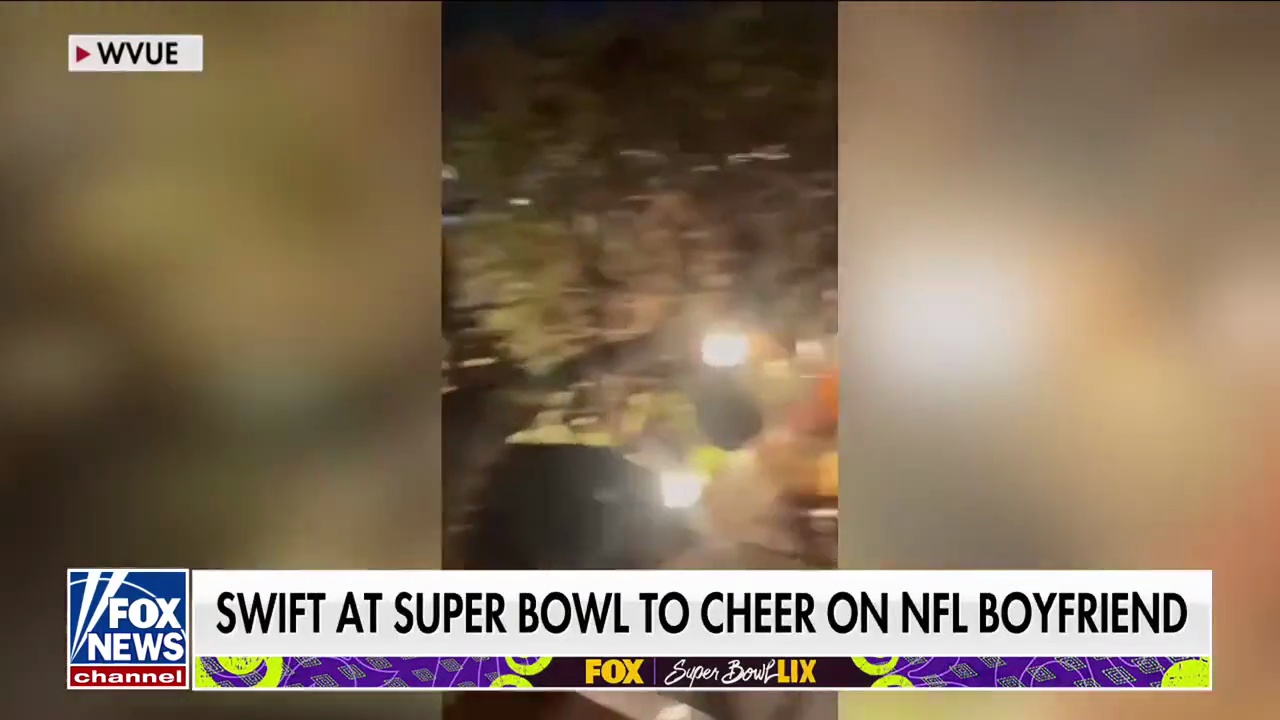 WVUE
SWIFT AT SUPER BOWL TO CHEER ON NFL BOYFRIEND
FOX
NEWS
channel
FOX Super Bowl LIX